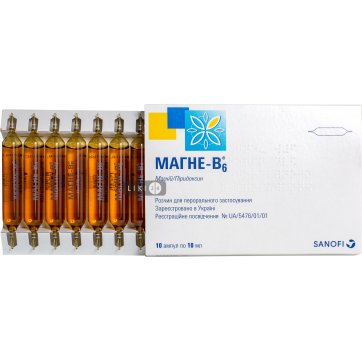 МАГНЕ-В6®
Магній/Піридоксин
Розчин для перорального застосування
Зареєстровано в Україні
Реєстраційне посвідчення № UA/5476/01/01
10 ампул по 10 мл
SANOFI